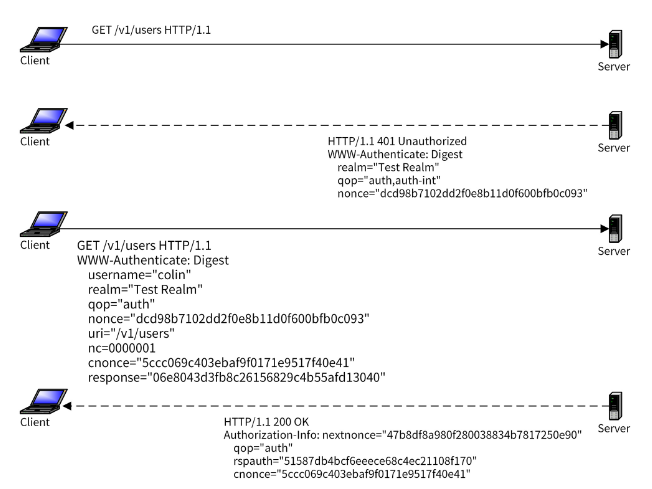 GET /v1/users HTTP/1.1
Client
Server
Client
Server
HTTP/1.1 401 Unauthorized
WWW-Authenticate: Digest
realm="Test Realm"
qop="auth,auth-int"
nonce="dcd98b7102dd2f0e8b11d0f600bfb0c093"
Client
Server
GET /v1/users HTTP/1.1
WWW-Authenticate: Digest
username="colin"
realm="Test Realm"
qop="auth"
nonce="dcd98b7102dd2f0e8b11d0f600bfb0c093"
uri="/v1/users"
nc=0000001
cnonce="5ccc069c403ebaf9f0171e9517f40e41"
response="06e8043d3fb8c26156829c4b55afd13040"
Client
Server
HTTP/1.1 200 OK
Authorization-Info: nextnonce="47b8df8a980f280038834b7817250e90"
qop="auth"
rspauth="51587db4bcf6eeece68c4ec21108f170"
cnonce="5ccc069c403ebaf9f0171e9517f40e41"